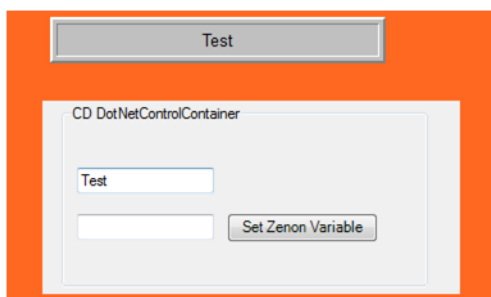 Test
CD DotNetControlContainer
Test
Set Zenon Variable